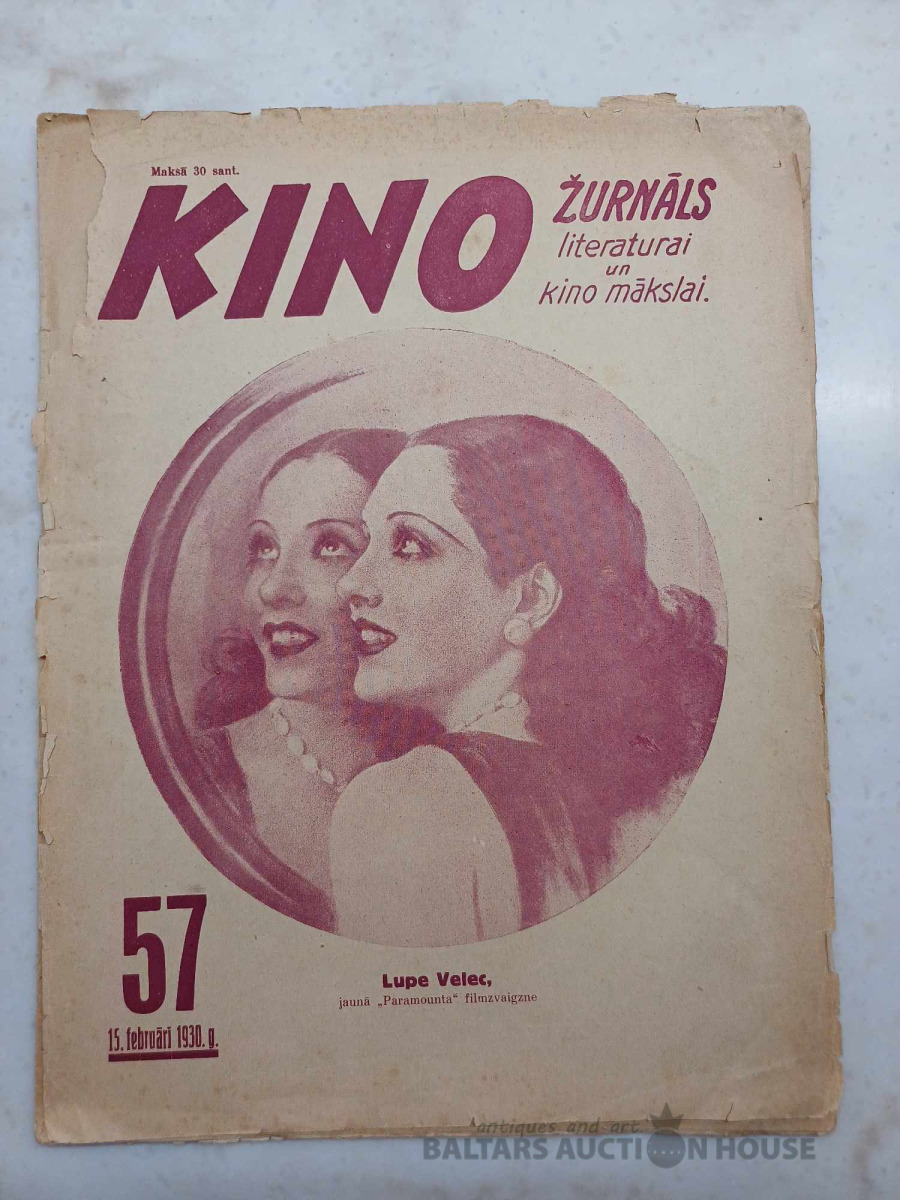 Maksā 30 sant.
KINO
ŽURNĀLS
literaturai
un
kino mākslai.
57
15. februārī 1930. g.
Lupe Velec,
jaunā „Paramounta“ filmzvaigzne
antiques and art
BALTARS AUCTION HOUSE